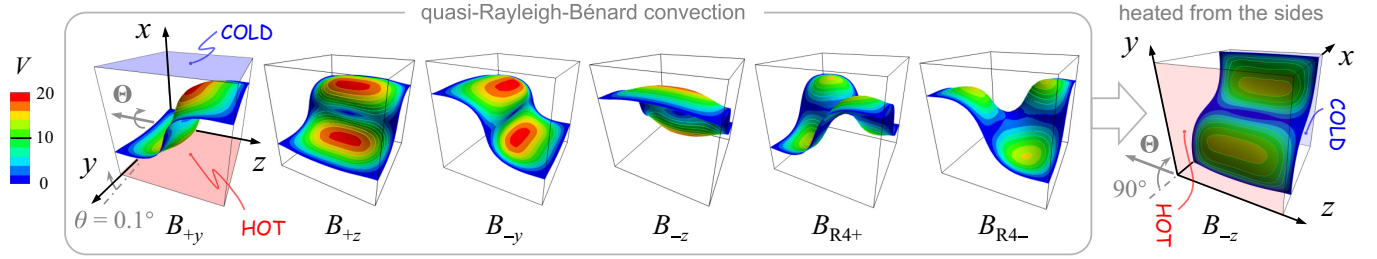 quasi-Rayleigh-Bénard convection
heated from the sides
x
COLD
V
20
10
0
Θ
y
z
θ = 0.1°
HOT
B+y
B+z
B−y
B−z
BR4+
BR4−
y
x
COLD
Θ
90°
HOT
z
B−z